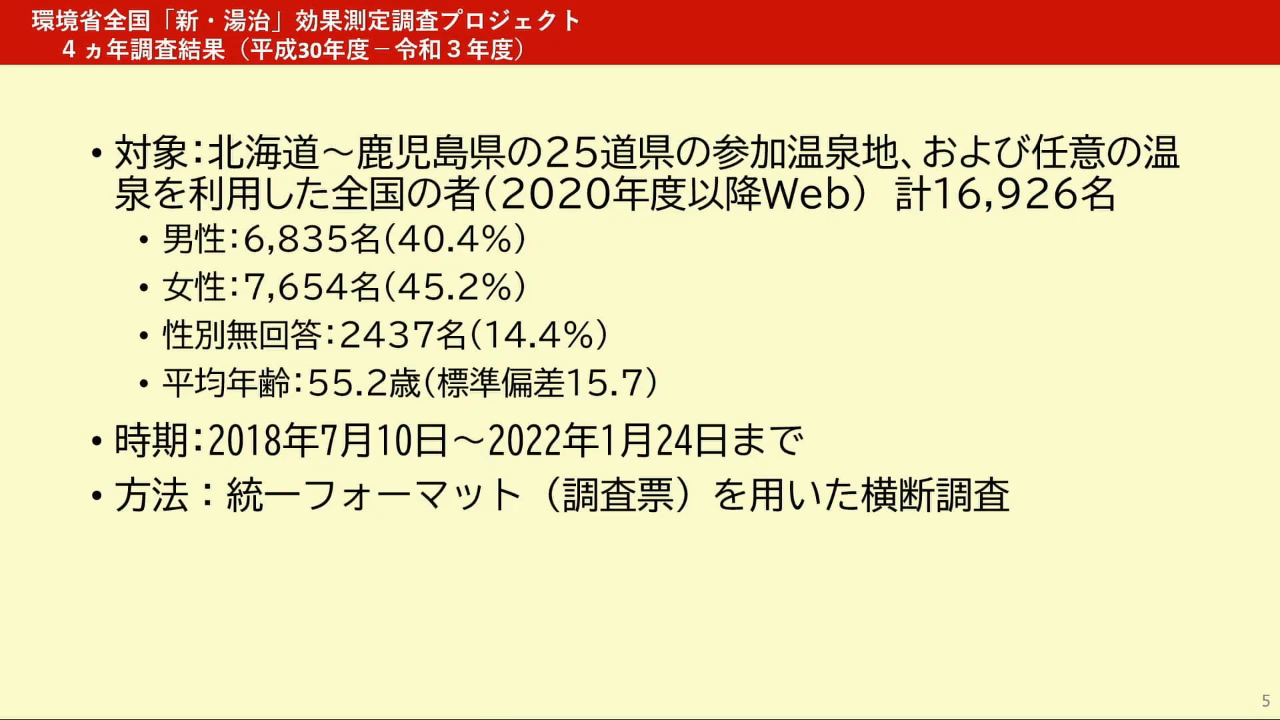 環境省全国「新・湯治」効果測定調査プロジェクト
４ヵ年調査結果（平成30年度－令和３年度）
• 対象：北海道～鹿児島県の25道県の参加温泉地、および任意の温
泉を利用した全国の者(2020年度以降Web） 計16,926名
• 男性：6,835名(40.4%)
• 女性：7,654名(45.2%)
• 性別無回答：2437名(14.4%)
• 平均年齢：55.2歳(標準偏差15.7)
• 時期：2018年7月10日～2022年1月24日まで
• 方法：統一フォーマット（調査票）を用いた横断調査
5